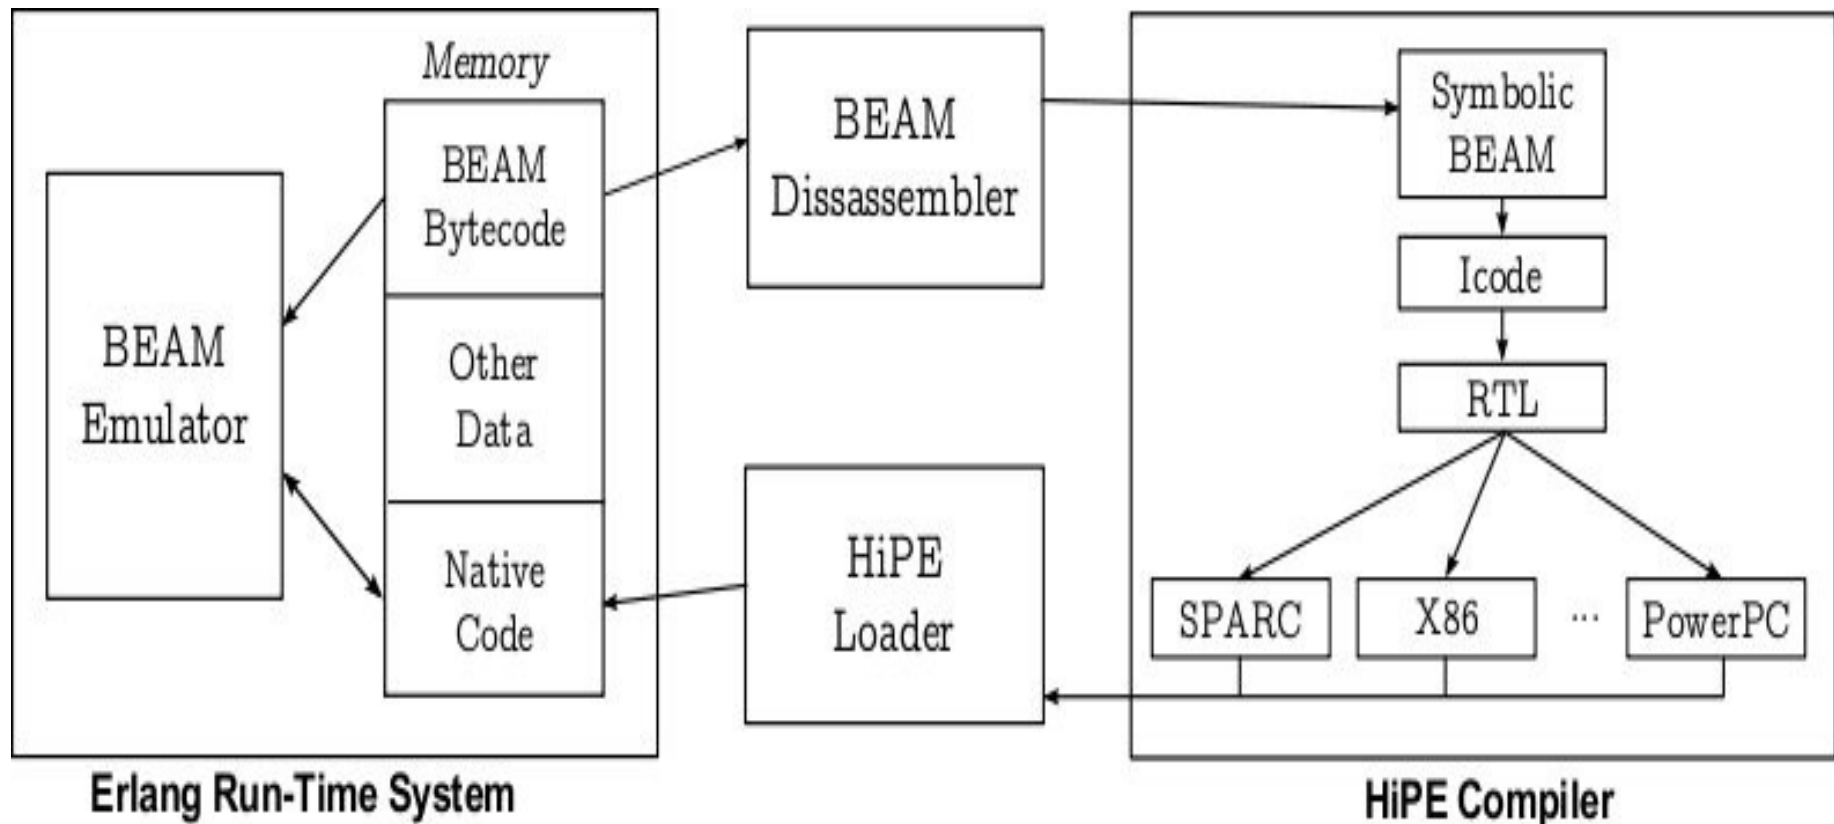 Memory
BEAM
Bytecode
Other
Data
Native
Code
BEAM
Emulator
Erlang Run-Time System
BEAM
Dissassembler
HiPE
Loader
Symbolic
BEAM
Icode
RTL
SPARC
X86
...
PowerPC
HiPE Compiler